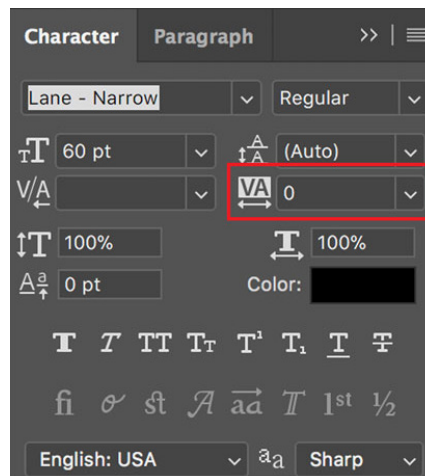 Character Paragraph >> | ≡
Lane - Narrow Regular
60 pt (Auto)
V/A VA 0
100% 100%
0 pt Color:
T T TT Tт T¹ T₁ T T
fi st A aa T 1st ½
English: USA aa Sharp